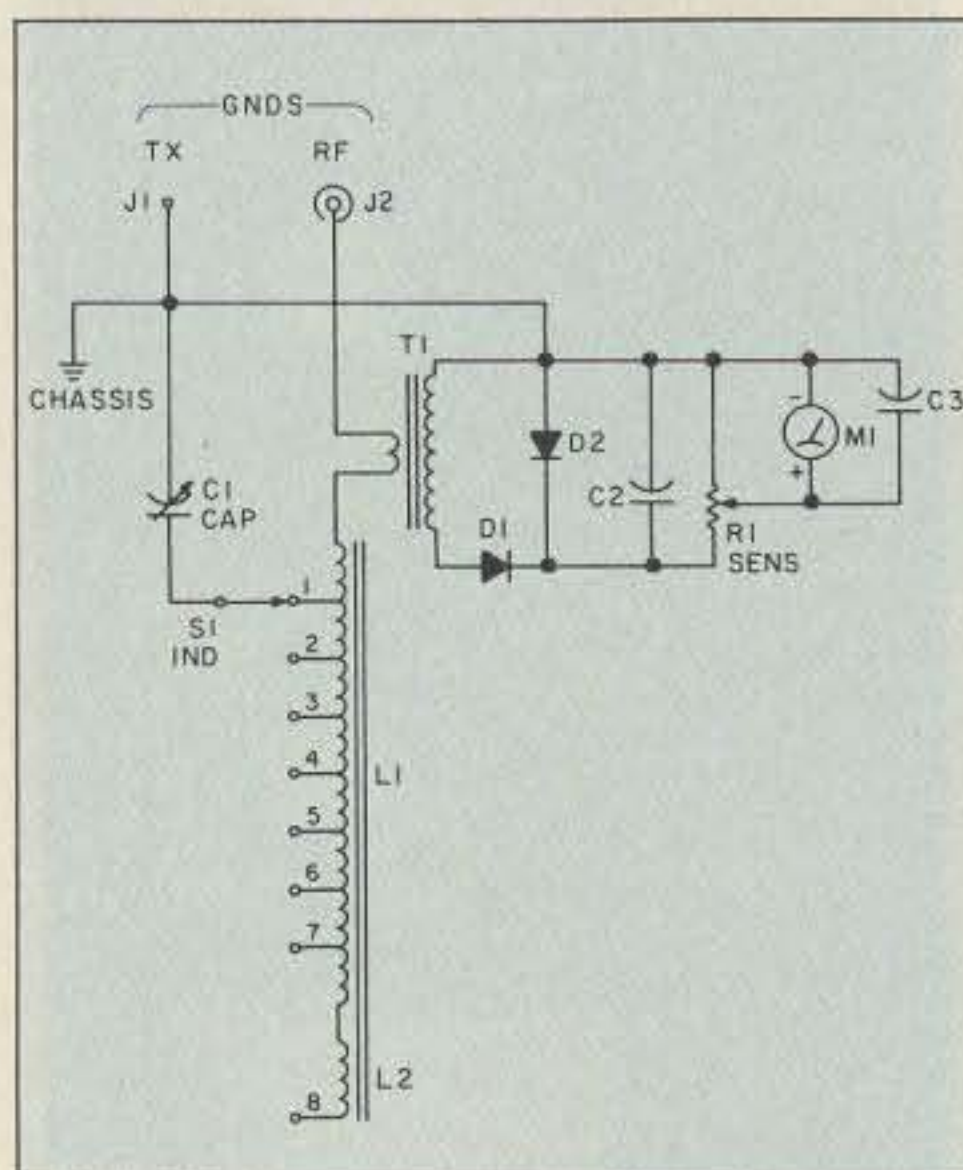 GNDS
TX RF
J1 J2
T1
CHASSIS
C1
CAP
D2
C2
-
M1
+
C3
D1
R1
SENS
S1
IND
1
2
3
4
5
6
7
8
L1
L2